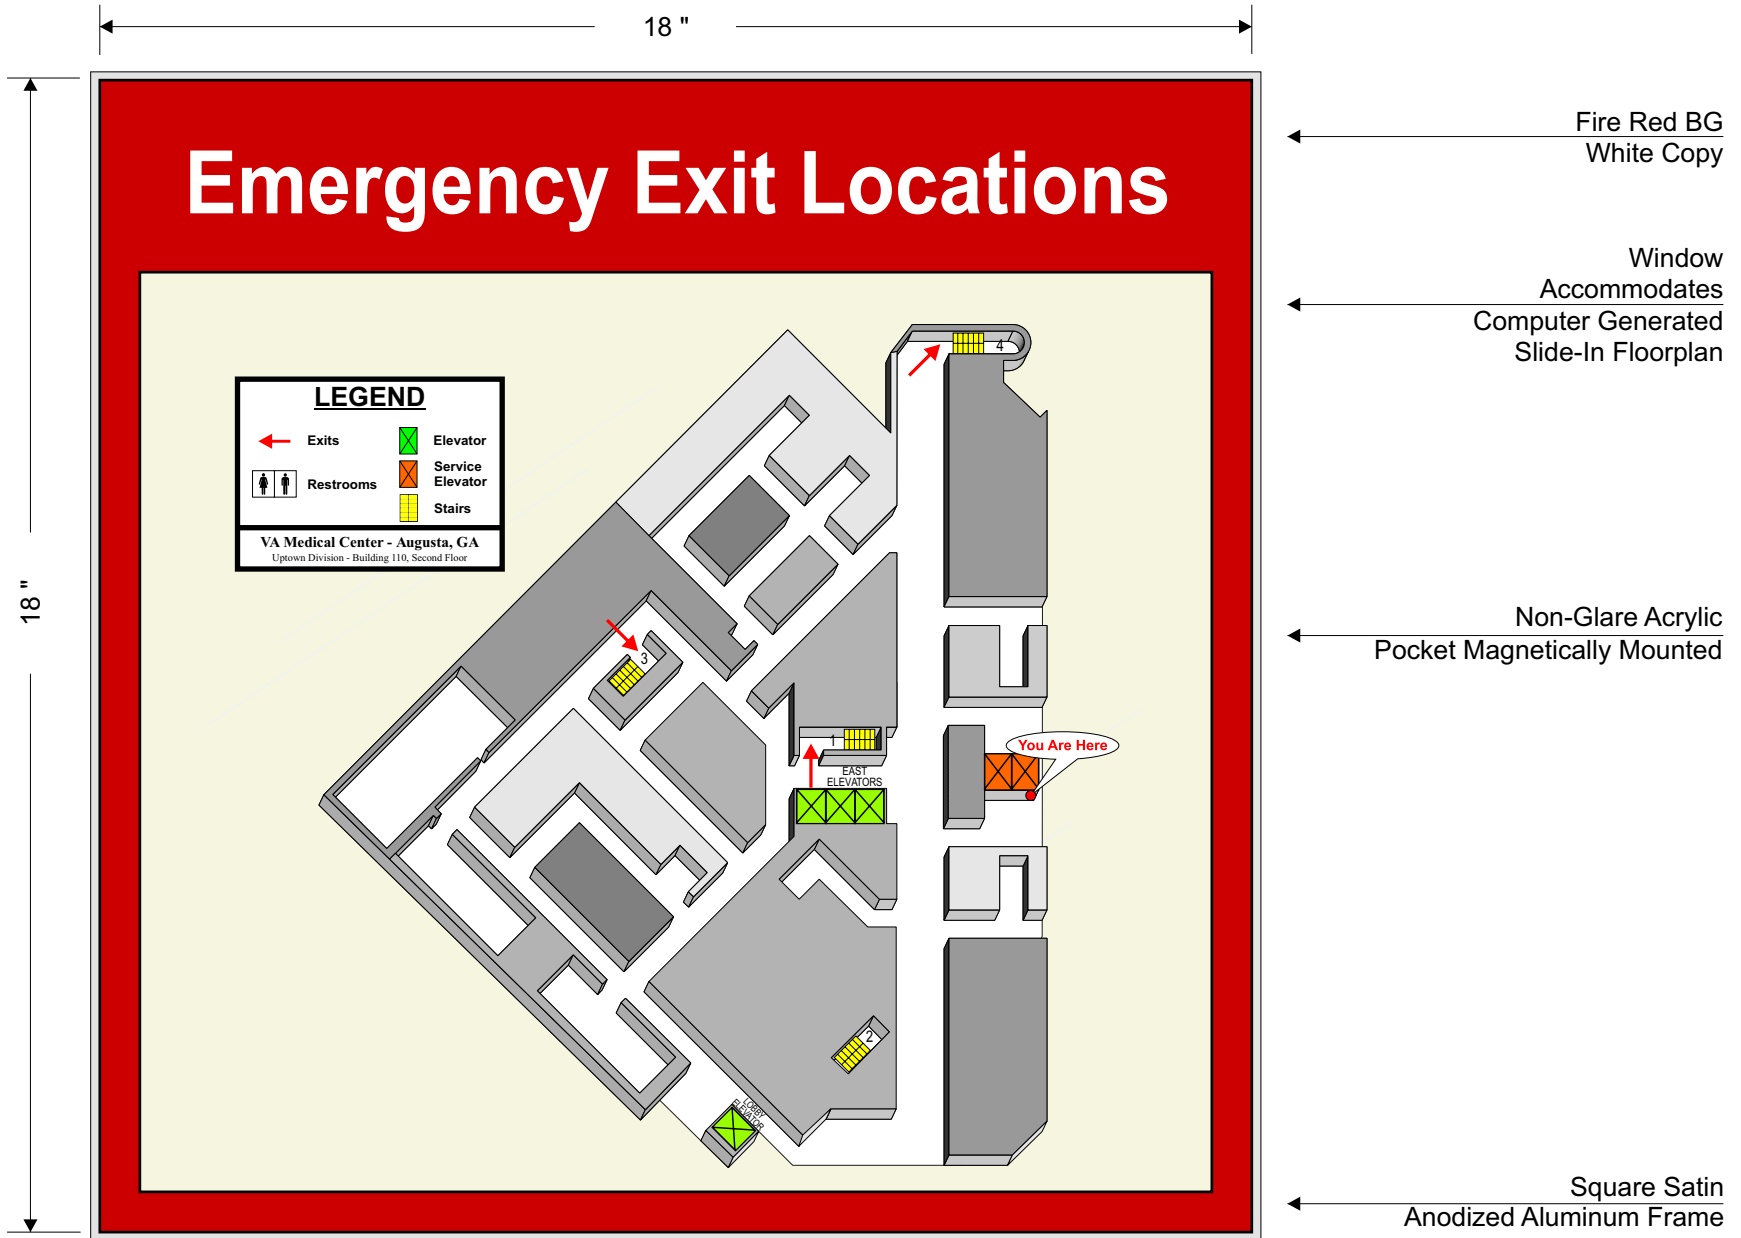 18 "
18 "
Emergency Exit Locations
Fire Red BG
White Copy
Window
Accommodates
Computer Generated
Slide-In Floorplan
Non-Glare Acrylic
Pocket Magnetically Mounted
Square Satin
Anodized Aluminum Frame
LEGEND
Exits
Elevator
Service
Elevator
Restrooms
Stairs
VA Medical Center - Augusta, GA
Uptown Division - Building 110, Second Floor
4
3
1
EAST
ELEVATORS
You Are Here
2
LOBBY
ELEVATOR